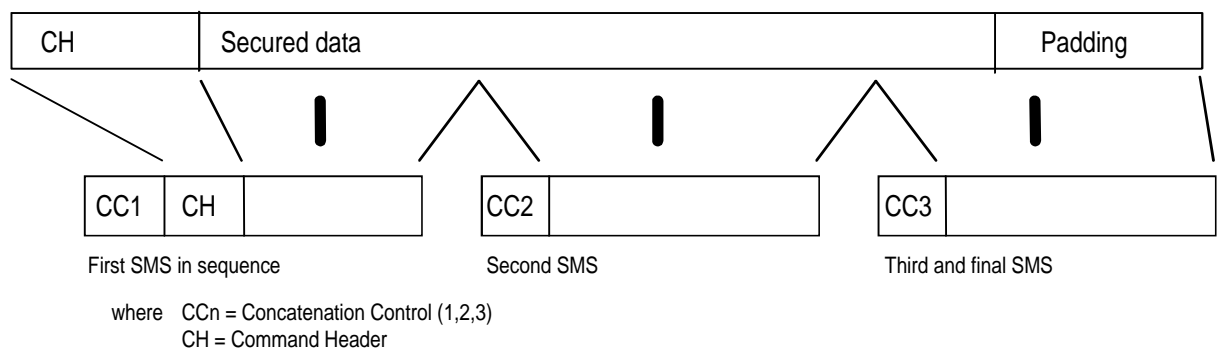 CH Secured data Padding
CC1 CH CC2 CC3
First SMS in sequence Second SMS Third and final SMS
where CCn = Concatenation Control (1,2,3)
CH = Command Header